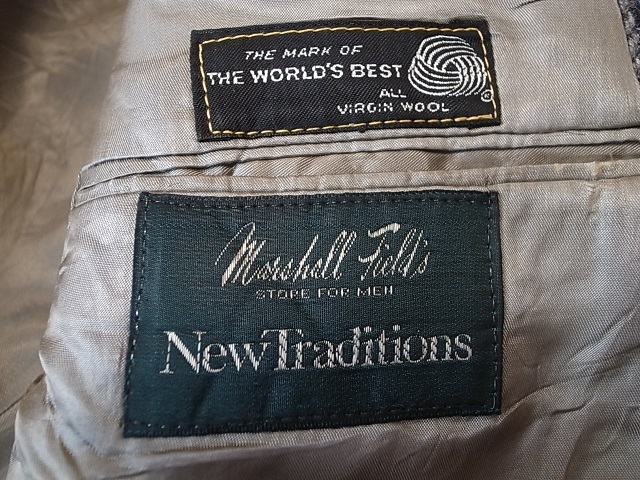 THE MARK OF
THE WORLD'S BEST
ALL
VIRGIN WOOL
®
Marshall Field's
STORE FOR MEN
New Traditions